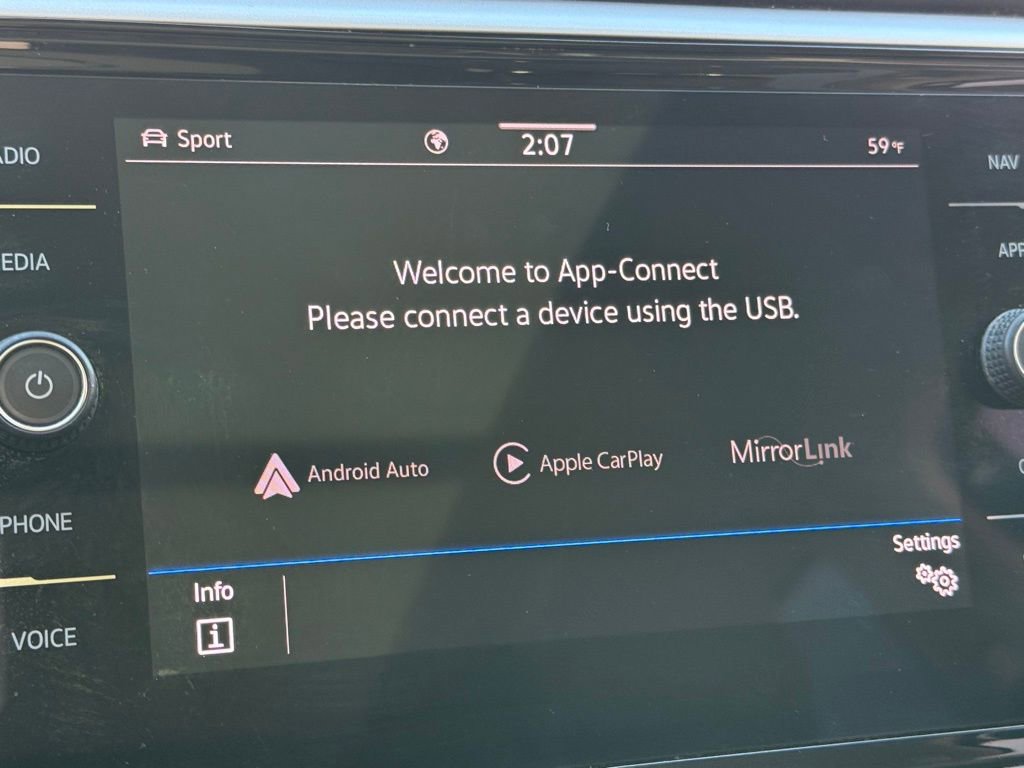 Sport
2:07
59°F
NAV
EDIA
Welcome to App-Connect
Please connect a device using the USB.
Android Auto
Apple CarPlay
MirrorLink
PHONE
Settings
Info
i
VOICE